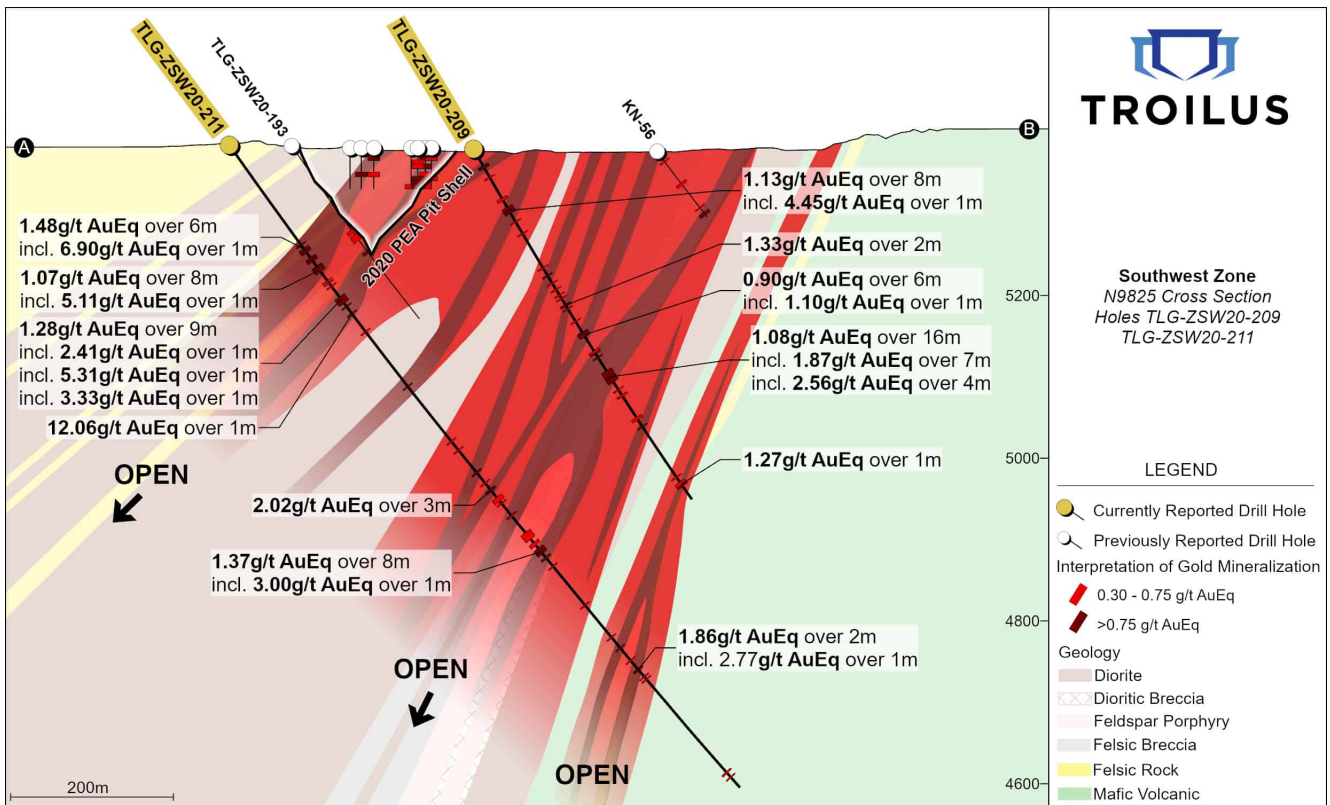 TLG-ZSW20-211
TLG-ZSW20-193
TLG-ZSW20-209
KN-56
A
B
2020 PEA Pit Shell
1.48g/t AuEq over 6m
incl. 6.90g/t AuEq over 1m
1.07g/t AuEq over 8m
incl. 5.11g/t AuEq over 1m
1.28g/t AuEq over 9m
incl. 2.41g/t AuEq over 1m
incl. 5.31g/t AuEq over 1m
incl. 3.33g/t AuEq over 1m
12.06g/t AuEq over 1m
OPEN
2.02g/t AuEq over 3m
1.37g/t AuEq over 8m
incl. 3.00g/t AuEq over 1m
OPEN
1.13g/t AuEq over 8m
incl. 4.45g/t AuEq over 1m
1.33g/t AuEq over 2m
0.90g/t AuEq over 6m
incl. 1.10g/t AuEq over 1m
1.08g/t AuEq over 16m
incl. 1.87g/t AuEq over 7m
incl. 2.56g/t AuEq over 4m
1.27g/t AuEq over 1m
1.86g/t AuEq over 2m
incl. 2.77g/t AuEq over 1m
OPEN
200m
5200
5000
4800
4600
TROILUS
Southwest Zone
N9825 Cross Section
Holes TLG-ZSW20-209
TLG-ZSW20-211
LEGEND
Currently Reported Drill Hole
Previously Reported Drill Hole
Interpretation of Gold Mineralization
0.30 - 0.75 g/t AuEq
>0.75 g/t AuEq
Geology
Diorite
Dioritic Breccia
Feldspar Porphyry
Felsic Breccia
Felsic Rock
Mafic Volcanic